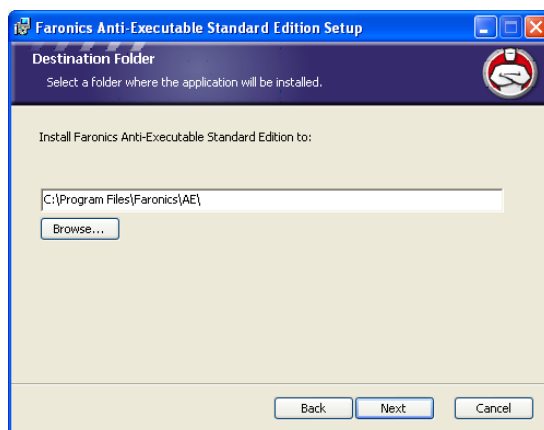 Faronics Anti-Executable Standard Edition Setup
Destination Folder
Select a folder where the application will be installed.
Install Faronics Anti-Executable Standard Edition to:
C:\Program Files\Faronics\AE\
Browse...
Back Next Cancel